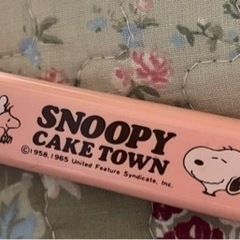 SNOOPY
CAKE TOWN
©1958,1965 United Feature Syndicate, Inc.